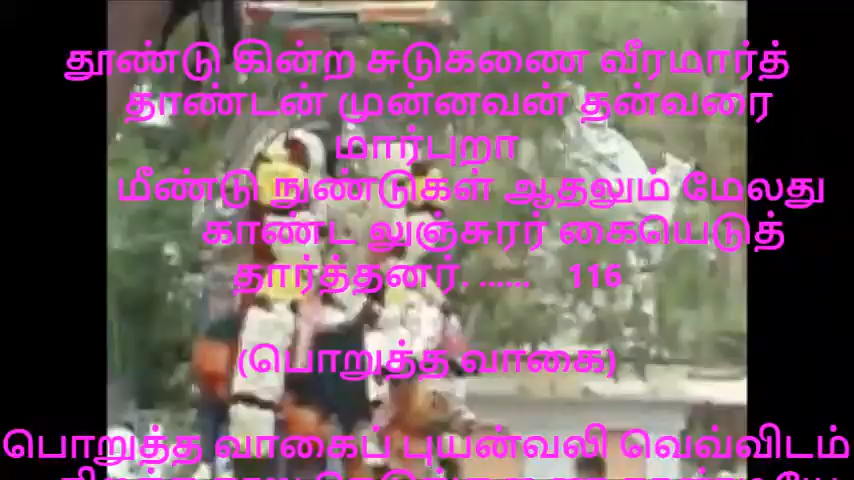 தூண்டு கின்ற சுடுகணை வீரமார்த்
தாண்டன் முன்னவன் தன்வரை
மார்புறா
மீண்டு நுண்டுகள் ஆதலும் மேலது
காண்ட லுஞ்சுரர் கையெடுத்
தார்த்தனர். ...... 116
(பொறுத்த வாகை)
பொறுத்த வாகைப் புயன்வலி வெவ்விடம்